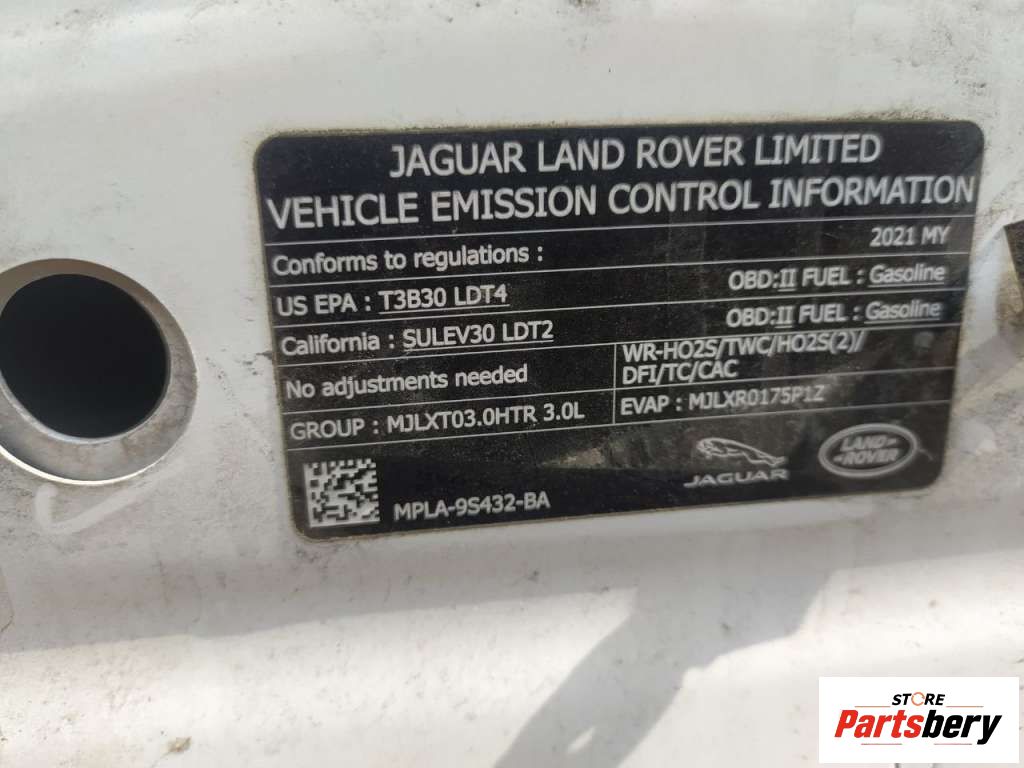 JAGUAR LAND ROVER LIMITED
VEHICLE EMISSION CONTROL INFORMATION
Conforms to regulations : 2021 MY
US EPA : T3B30 LDT4 OBD:II FUEL : Gasoline
California : SULEV30 LDT2 OBD:II FUEL : Gasoline
No adjustments needed
WR-HO2S/TWC/HO2S(2)/
DFI/TC/CAC
GROUP : MJLXT03.0HTR 3.0L EVAP : MJLXR0175P1Z
MPLA-9S432-BA
JAGUAR
LAND
ROVER
STORE
Partsbery